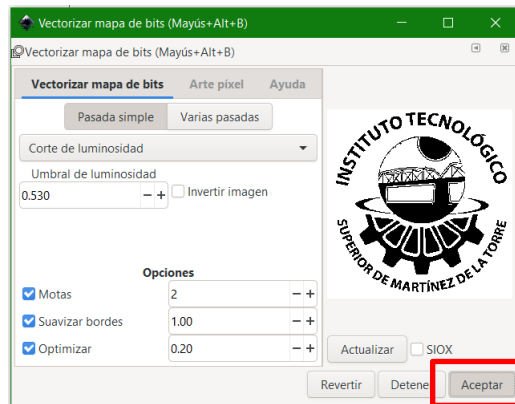 Vectorizar mapa de bits (Mayús+Alt+B)
Vectorizar mapa de bits (Mayús+Alt+B)
Vectorizar mapa de bits Arte píxel Ayuda
Pasada simple Varias pasadas
Corte de luminosidad
Umbral de luminosidad
0.530 Invertir imagen
INSTITUTO TECNOLÓGICO
SUPERIOR DE MARTÍNEZ DE LA TORRE
Opciones
Motas 2
Suavizar bordes 1.00
Optimizar 0.20
Actualizar SIOX
Revertir Detene Aceptar